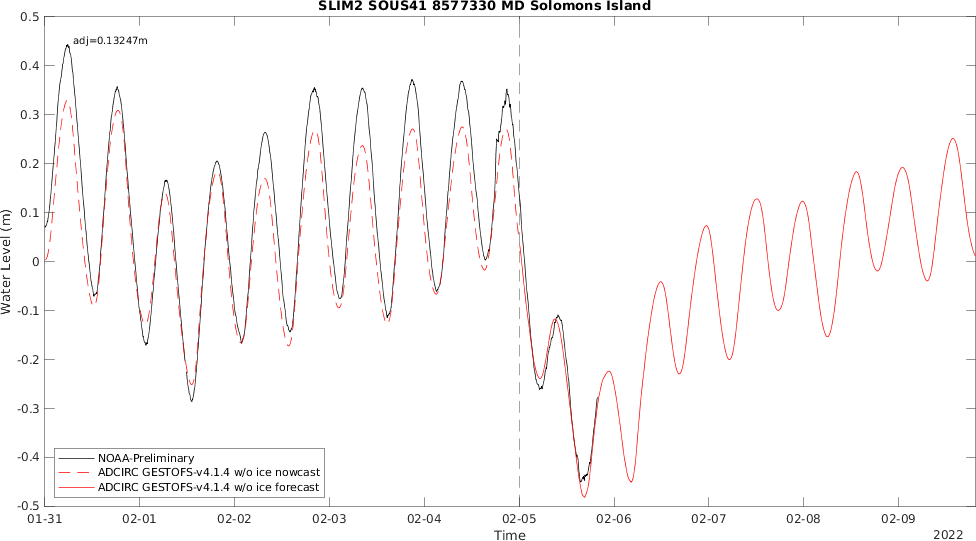 SLIM2 SOUS41 8577330 MD Solomons Island
adj=0.13247m
0.5
0.4
0.3
0.2
0.1
0
-0.1
-0.2
-0.3
-0.4
-0.5
Water Level (m)
NOAA-Preliminary
ADCIRC GESTOFS-v4.1.4 w/o ice nowcast
ADCIRC GESTOFS-v4.1.4 w/o ice forecast
01-31 02-01 02-02 02-03 02-04 02-05 02-06 02-07 02-08 02-09
Time
2022